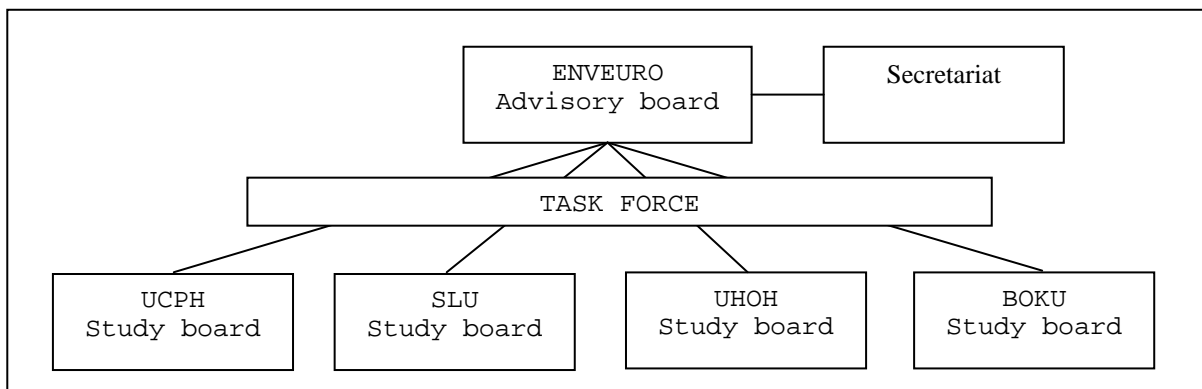 ENVEURO
Advisory board
Secretariat
TASK FORCE
UCPH
Study board
SLU
Study board
UHOH
Study board
BOKU
Study board